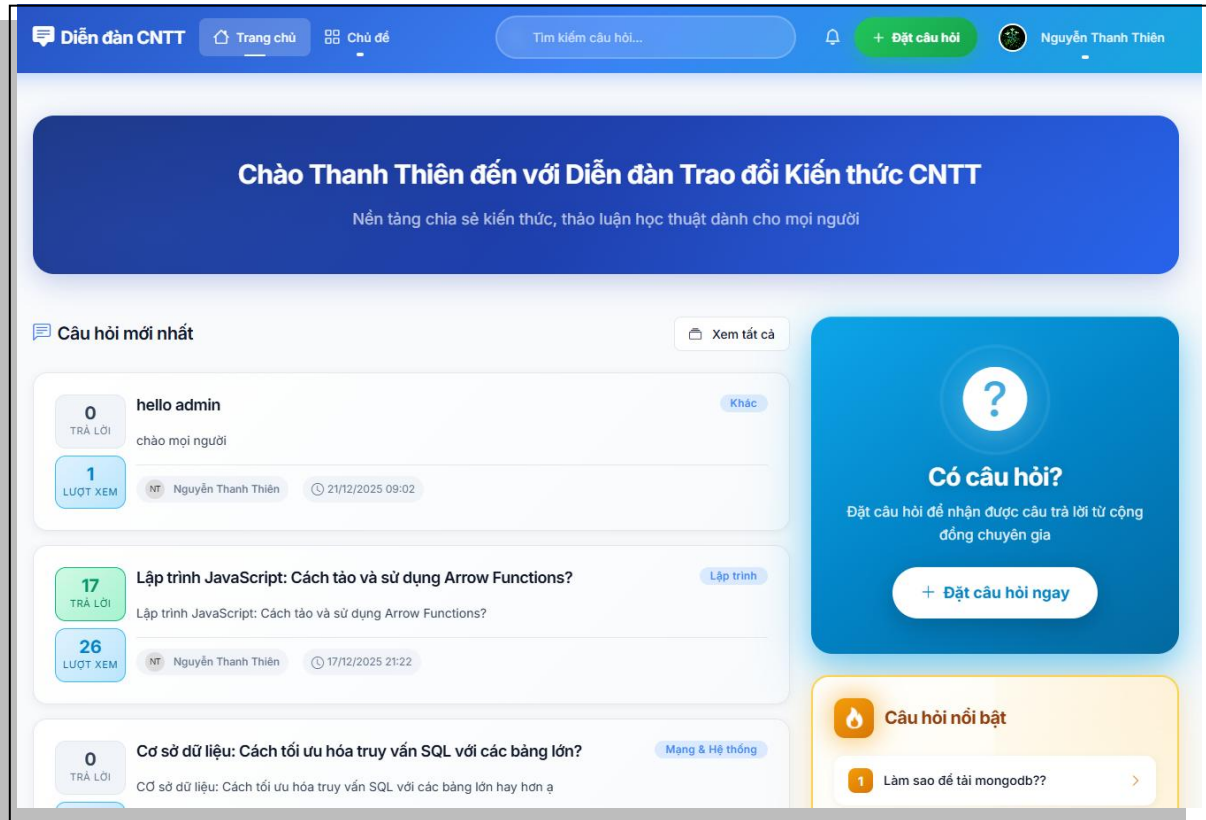 Diễn đàn CNTT
Trang chủ
Chủ đề
Tìm kiếm câu hỏi...
+ Đặt câu hỏi
Nguyễn Thanh Thiên
Chào Thanh Thiên đến với Diễn đàn Trao đổi Kiến thức CNTT
Nền tảng chia sẻ kiến thức, thảo luận học thuật dành cho mọi người
Câu hỏi mới nhất
Xem tất cả
0
TRẢ LỜI
1
LƯỢT XEM
hello admin
Khác
chào mọi người
NT Nguyễn Thanh Thiên
21/12/2025 09:02
17
TRẢ LỜI
26
LƯỢT XEM
Lập trình JavaScript: Cách tảo và sử dụng Arrow Functions?
Lập trình
Lập trình JavaScript: Cách tảo và sử dụng Arrow Functions?
NT Nguyễn Thanh Thiên
17/12/2025 21:22
0
TRẢ LỜI
Cơ sở dữ liệu: Cách tối ưu hóa truy vấn SQL với các bảng lớn?
Mạng & Hệ thống
CƠ sở dữ liệu: Cách tối ưu hóa truy vấn SQL với các bảng lớn hay hơn ạ
?
Có câu hỏi?
Đặt câu hỏi để nhận được câu trả lời từ cộng
đồng chuyên gia
+ Đặt câu hỏi ngay
Câu hỏi nổi bật
1 Làm sao để tải mongodb??